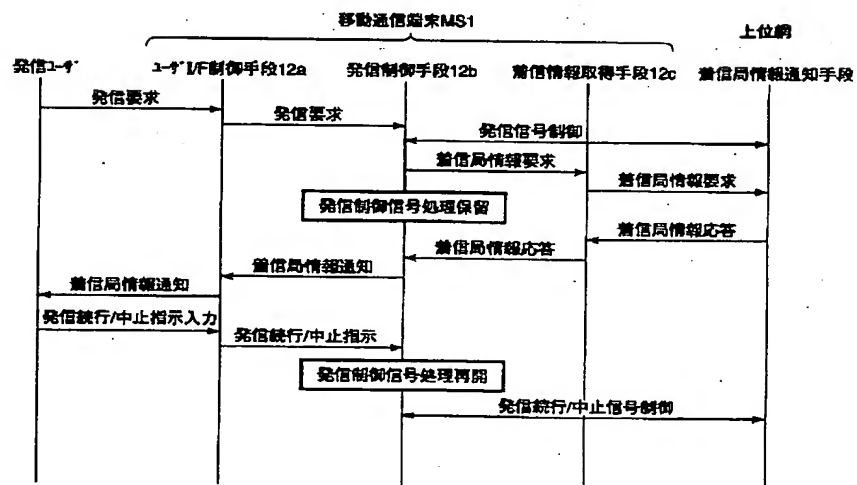 移動通信端末MS1
上位網
発信ユーザ
ユーザI/F制御手段12a
発信制御手段12b
着信情報取得手段12c
着信局情報通知手段
発信要求
発信要求
発信信号制御
着信局情報要求
着信局情報要求
発信制御信号処理保留
着信局情報応答
着信局情報応答
着信局情報通知
着信局情報通知
発信続行/中止指示入力
発信続行/中止指示
発信制御信号処理再開
発信続行/中止信号制御